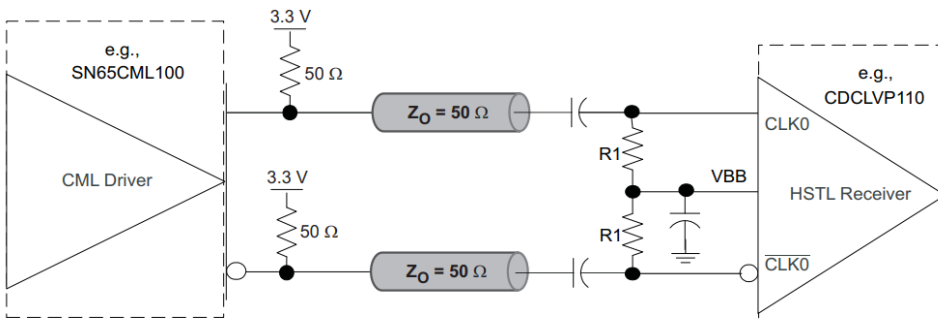 e.g.,
SN65CML100
CML Driver
3.3 V
50 Ω
Z_O = 50 Ω
3.3 V
50 Ω
Z_O = 50 Ω
R1
R1
VBB
e.g.,
CDCLVP110
CLK0
HSTL Receiver
C̅L̅K̅0̅